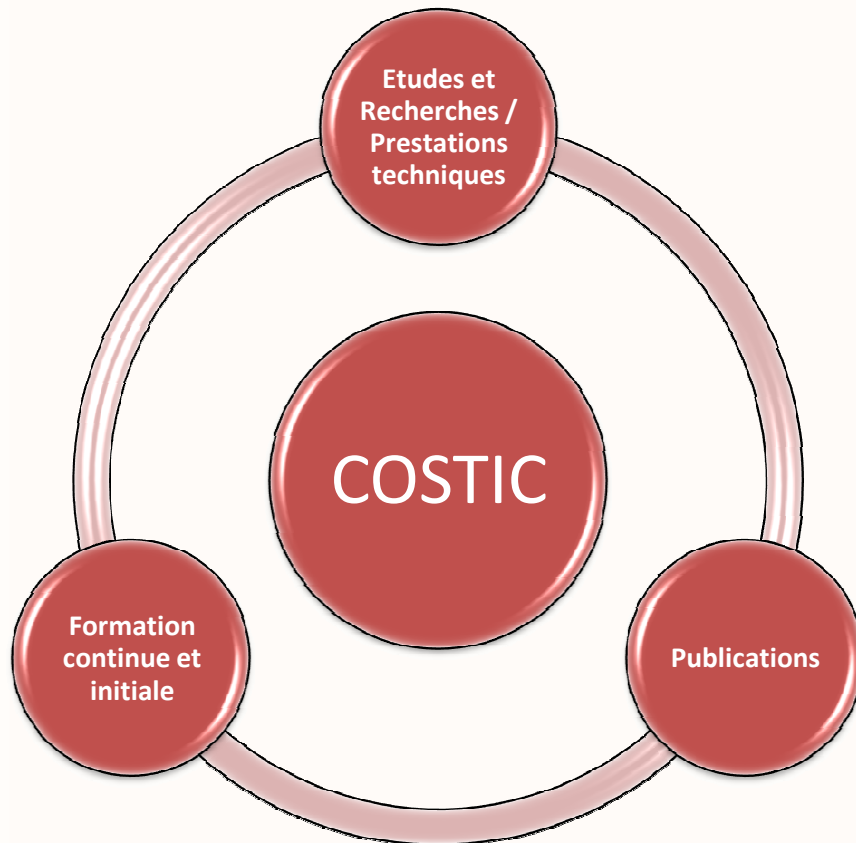 Etudes et
Recherches /
Prestations
techniques
COSTIC
Formation
continue et
initiale
Publications